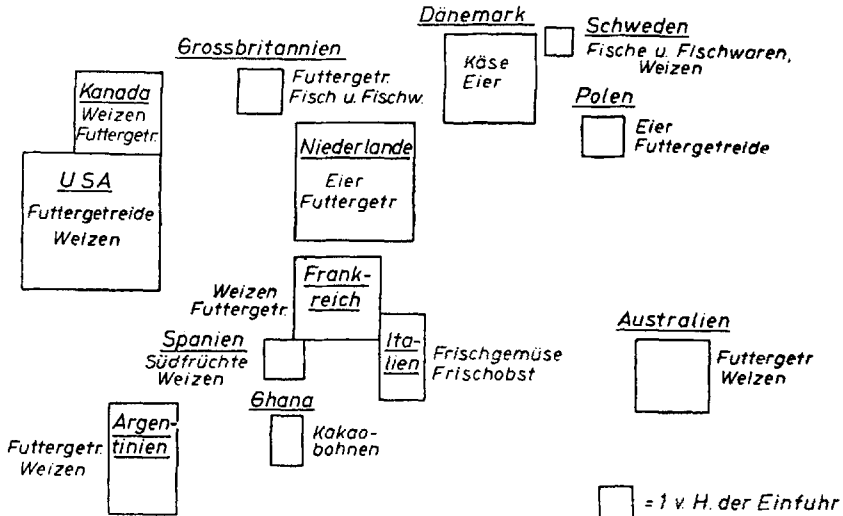 Dänemark
Käse
Eier
Schweden
Fische u. Fischwaren,
Weizen
Grossbritannien
Futtergetr.
Fisch u. Fischw.
Polen
Eier
Futtergetreide
Kanada
Weizen
Futtergetr.
USA
Futtergetreide
Weizen
Niederlande
Eier
Futtergetr
Frank-
reich
Weizen
Futtergetr.
Spanien
Südfrüchte
Weizen
Ita-
lien
Frischgemüse
Frischobst
Australien
Futtergetr
Weizen
Ghana
Kakao-
bohnen
Argen-
tinien
Futtergetr.
Weizen
= 1 v. H. der Einfuhr